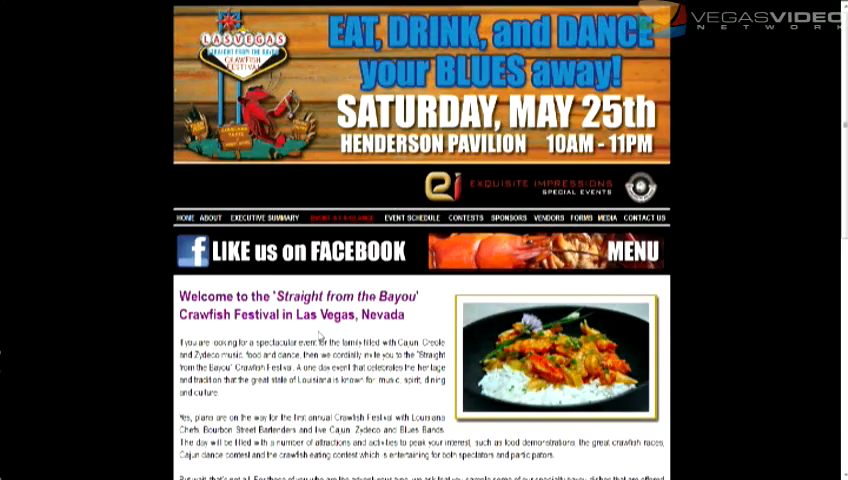 VEGASVIDEO
NETWORK
LAS VEGAS
STRAIGHT FROM THE BAYOU
CRAWFISH
FESTIVAL
EAT, DRINK, and DANCE
your BLUES away!
SATURDAY, MAY 25th
HENDERSON PAVILION 10AM - 11PM
ei EXQUISITE IMPRESSIONS
SPECIAL EVENTS
HOME ABOUT EXECUTIVE SUMMARY EVENT AT A GLANCE EVENT SCHEDULE CONTESTS SPONSORS VENDORS FORMS MEDIA CONTACT US
f LIKE us on FACEBOOK
MENU
Welcome to the 'Straight from the Bayou'
Crawfish Festival in Las Vegas, Nevada
If you are looking for a spectacular event for the family filled with Cajun, Creole
and Zydeco music, food and dance, then we cordially invite you to the "Straight
from the Bayou" Crawfish Festival. A one day event that celebrates the heritage
and tradition that the great state of Louisiana is known for: music, spirit, dining
and culture.
Yes, plans are on the way for the first annual Crawfish Festival with Louisiana
Chefs, Bourbon Street Bartenders and live Cajun, Zydeco and Blues Bands.
The day will be filled with a number of attractions and activities to peak your interest, such as food demonstrations, the great crawfish races,
Cajun dance contest and the crawfish eating contest which is entertaining for both spectators and participators.